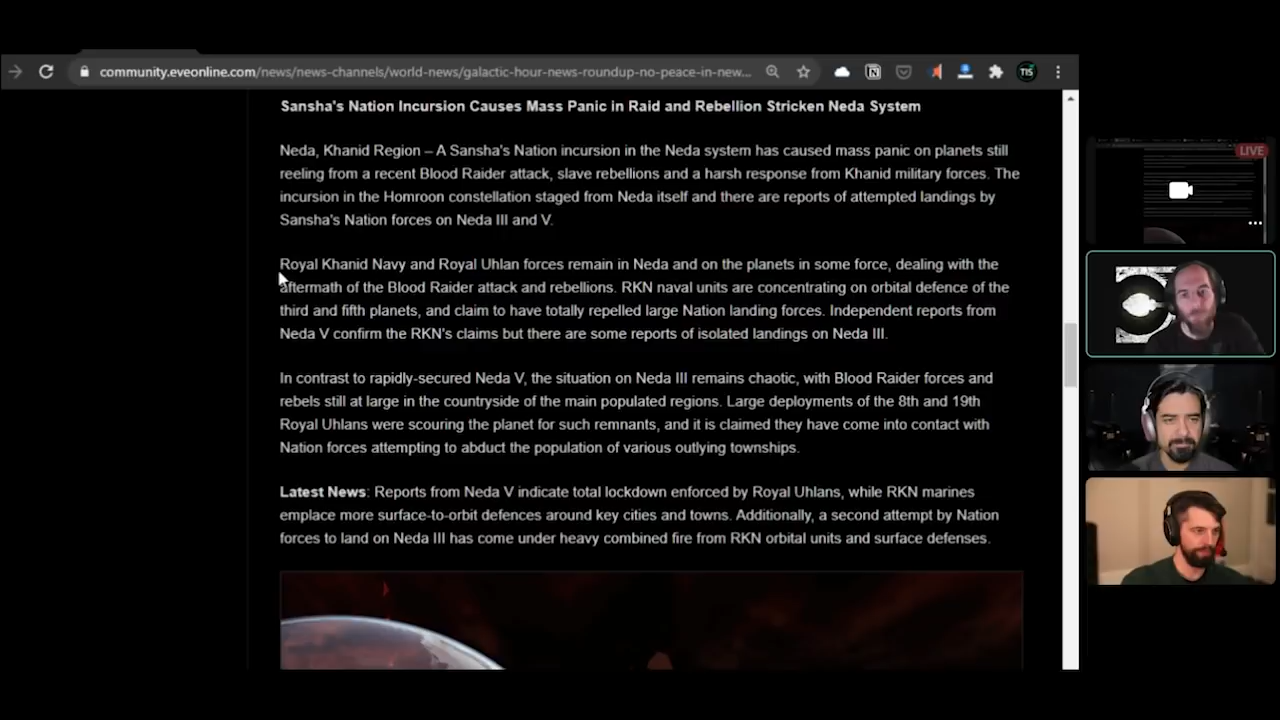 community.eveonline.com/news/news-channels/world-news/galactic-hour-news-roundup-no-peace-in-new...
TIS
Sansha's Nation Incursion Causes Mass Panic in Raid and Rebellion Stricken Neda System
LIVE
Neda, Khanid Region – A Sansha's Nation incursion in the Neda system has caused mass panic on planets still
reeling from a recent Blood Raider attack, slave rebellions and a harsh response from Khanid military forces. The
incursion in the Homroon constellation staged from Neda itself and there are reports of attempted landings by
Sansha's Nation forces on Neda III and V.
Royal Khanid Navy and Royal Uhlan forces remain in Neda and on the planets in some force, dealing with the
aftermath of the Blood Raider attack and rebellions. RKN naval units are concentrating on orbital defence of the
third and fifth planets, and claim to have totally repelled large Nation landing forces. Independent reports from
Neda V confirm the RKN's claims but there are some reports of isolated landings on Neda III.
In contrast to rapidly-secured Neda V, the situation on Neda III remains chaotic, with Blood Raider forces and
rebels still at large in the countryside of the main populated regions. Large deployments of the 8th and 19th
Royal Uhlans were scouring the planet for such remnants, and it is claimed they have come into contact with
Nation forces attempting to abduct the population of various outlying townships.
Latest News: Reports from Neda V indicate total lockdown enforced by Royal Uhlans, while RKN marines
emplace more surface-to-orbit defences around key cities and towns. Additionally, a second attempt by Nation
forces to land on Neda III has come under heavy combined fire from RKN orbital units and surface defenses.